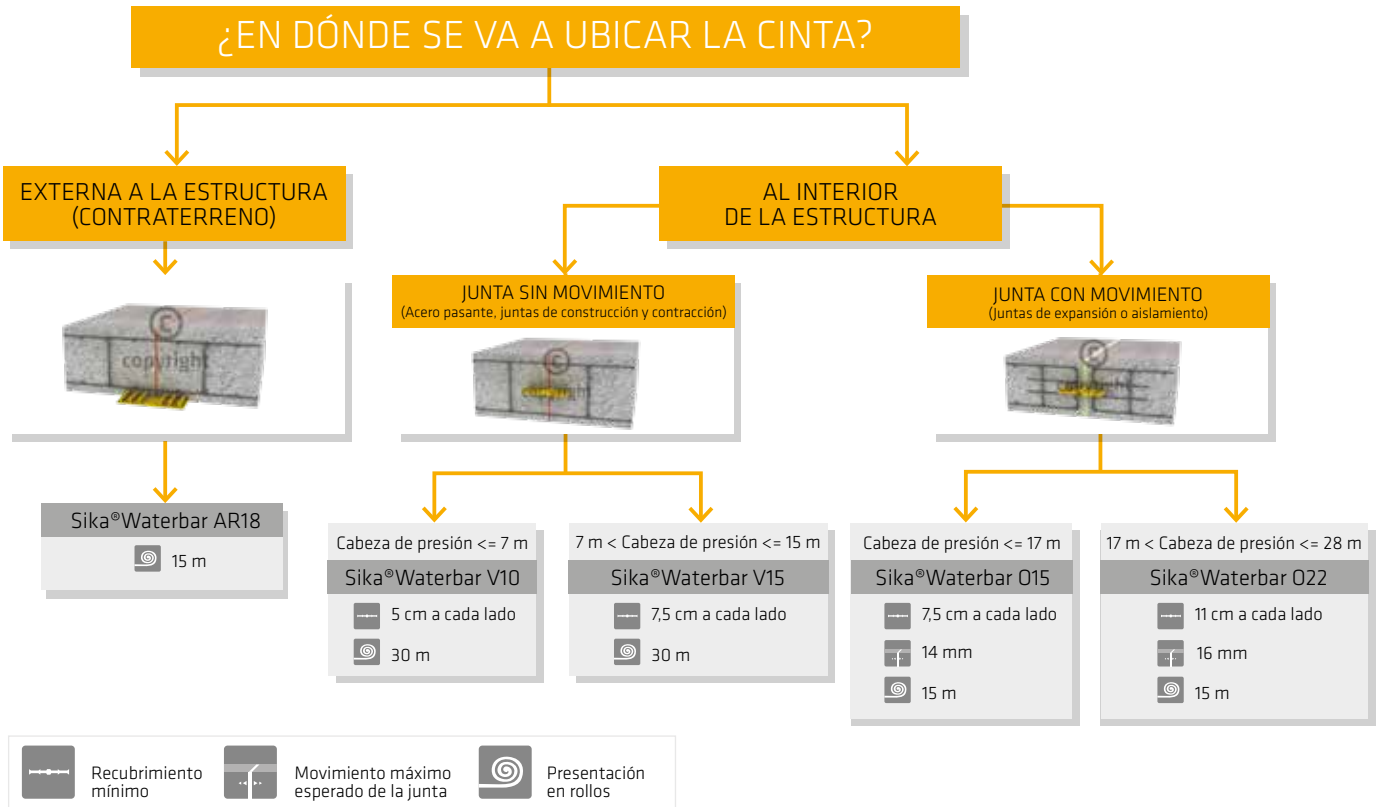 ¿EN DÓNDE SE VA A UBICAR LA CINTA?
EXTERNA A LA ESTRUCTURA
(CONTRATERRENO)
AL INTERIOR
DE LA ESTRUCTURA
JUNTA SIN MOVIMIENTO
(Acero pasante, juntas de construcción y contracción)
JUNTA CON MOVIMIENTO
(Juntas de expansión o aislamiento)
©
copyright
©
copyright
©
copyright
Sika®Waterbar AR18
15 m
Cabeza de presión <= 7 m
Sika®Waterbar V10
5 cm a cada lado
30 m
7 m < Cabeza de presión <= 15 m
Sika®Waterbar V15
7,5 cm a cada lado
30 m
Cabeza de presión <= 17 m
Sika®Waterbar O15
7,5 cm a cada lado
14 mm
15 m
17 m < Cabeza de presión <= 28 m
Sika®Waterbar O22
11 cm a cada lado
16 mm
15 m
Recubrimiento
mínimo
Movimiento máximo
esperado de la junta
Presentación
en rollos